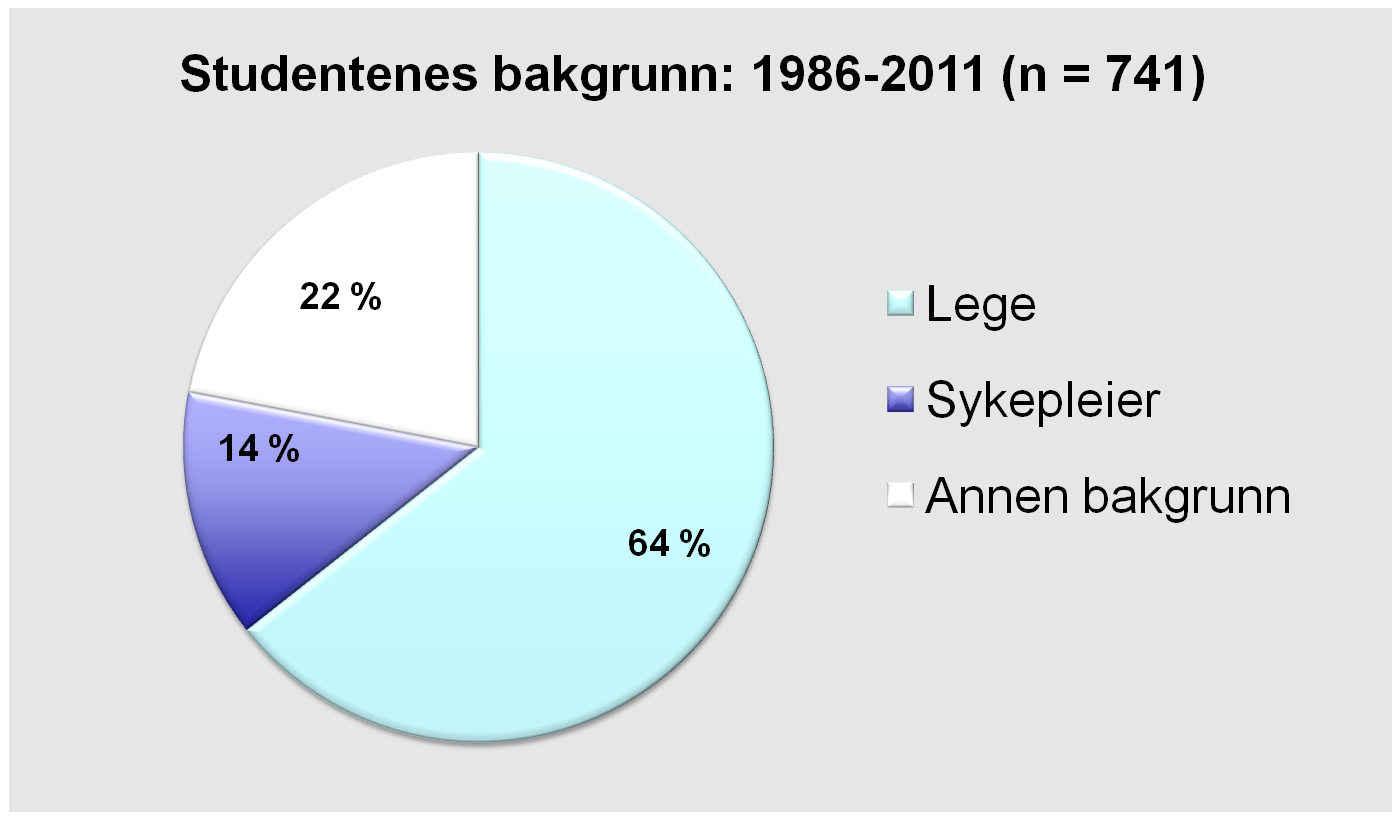 Studentenes bakgrunn: 1986-2011 (n = 741)
22 %
14 %
64 %
Lege
Sykepleier
Annen bakgrunn